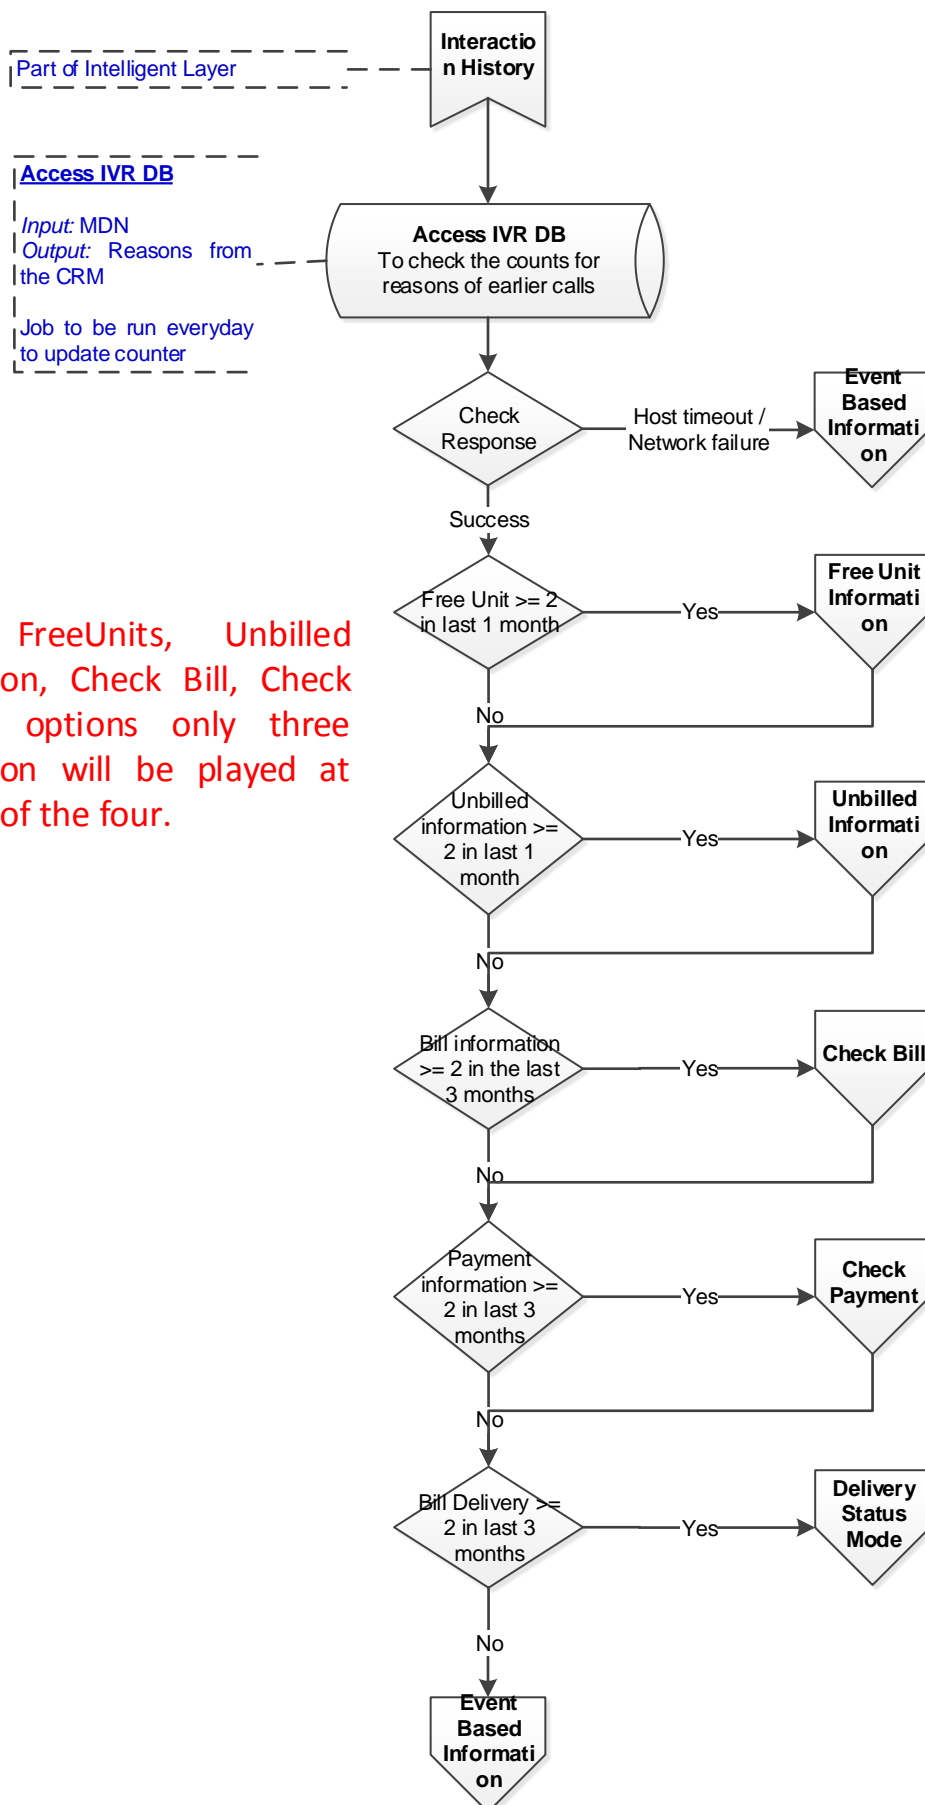 Interactio
n History
Part of Intelligent Layer
Access IVR DB
Input: MDN
Output: Reasons from
the CRM
Job to be run everyday
to update counter
Access IVR DB
To check the counts for
reasons of earlier calls
Check
Response
Host timeout /
Network failure
Event
Based
Informati
on
Success
Free Unit >= 2
in last 1 month
Yes
Free Unit
Informati
on
No
FreeUnits, Unbilled
on, Check Bill, Check
options only three
on will be played at
of the four.
Unbilled
information >=
2 in last 1
month
Yes
Unbilled
Informati
on
No
Bill information
>= 2 in the last
3 months
Yes
Check Bill
No
Payment
information >=
2 in last 3
months
Yes
Check
Payment
No
Bill Delivery >=
2 in last 3
months
Yes
Delivery
Status
Mode
No
Event
Based
Informati
on